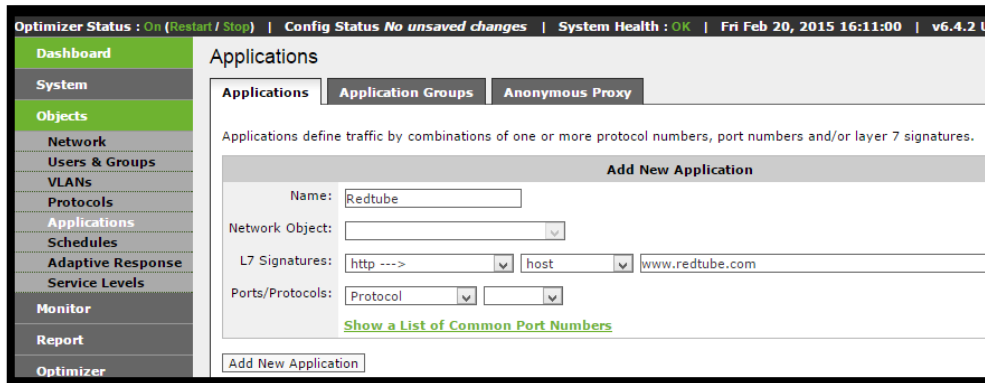 Optimizer Status : On (Restart / Stop) | Config Status No unsaved changes | System Health : OK | Fri Feb 20, 2015 16:11:00 | v6.4.2
Dashboard
System
Objects
Network
Users & Groups
VLANs
Protocols
Applications
Schedules
Adaptive Response
Service Levels
Monitor
Report
Optimizer
Applications
Applications Application Groups Anonymous Proxy
Applications define traffic by combinations of one or more protocol numbers, port numbers and/or layer 7 signatures.
Add New Application
Name: Redtube
Network Object:
L7 Signatures: http ---> host www.redtube.com
Ports/Protocols: Protocol
Show a List of Common Port Numbers
Add New Application